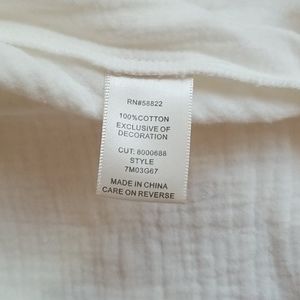 RN#58822
100%COTTON
EXCLUSIVE OF
DECORATION
CUT: 8000688
STYLE
7M03G67
MADE IN CHINA
CARE ON REVERSE